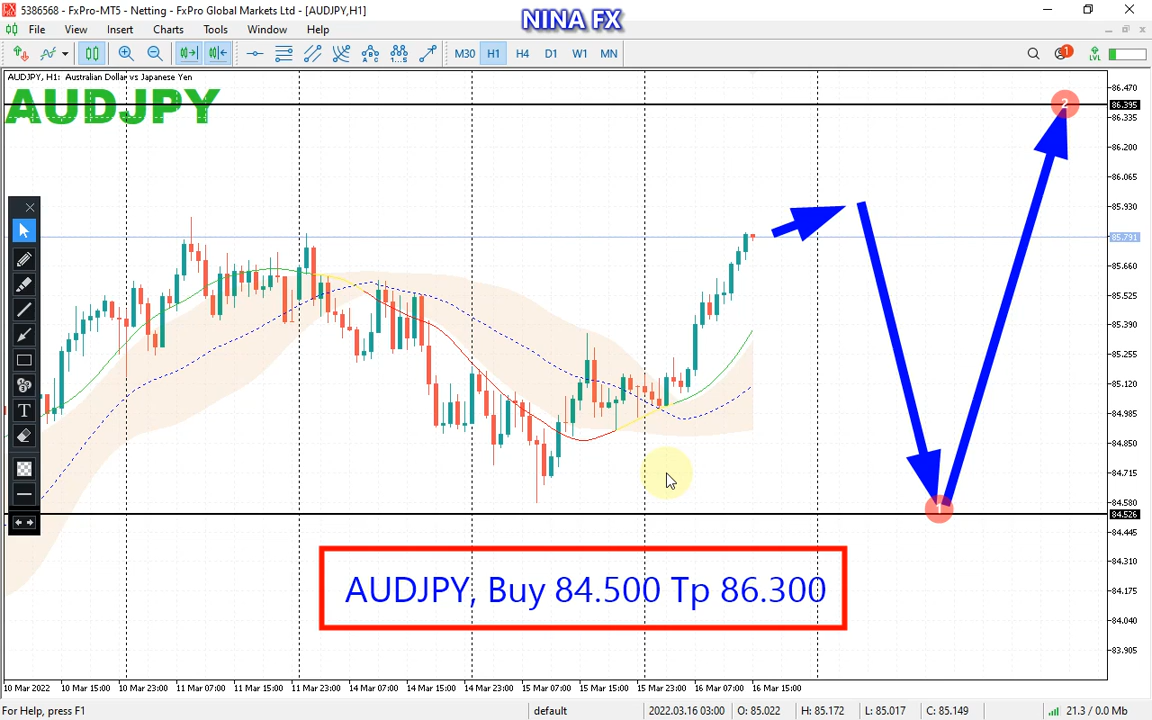 5386568 - FxPro-MT5 - Netting - FxPro Global Markets Ltd - [AUDJPY,H1]
NINA FX
File View Insert Charts Tools Window Help
M30 H1 H4 D1 W1 MN
1
LVL
AUDJPY, H1: Australian Dollar vs Japanese Yen
AUDJPY
86.470
86.395
86.335
86.200
86.065
85.930
85.791
85.660
85.525
85.390
85.255
85.120
84.985
84.850
84.715
84.580
84.526
84.445
84.310
84.175
84.040
83.905
2
1
T
AUDJPY, Buy 84.500 Tp 86.300
10 Mar 2022 10 Mar 15:00 10 Mar 23:00 11 Mar 07:00 11 Mar 15:00 11 Mar 23:00 14 Mar 07:00 14 Mar 15:00 14 Mar 23:00 15 Mar 07:00 15 Mar 15:00 15 Mar 23:00 16 Mar 07:00 16 Mar 15:00
For Help, press F1 default 2022.03.16 03:00 O: 85.022 H: 85.172 L: 85.017 C: 85.149 21.3 / 0.0 Mb